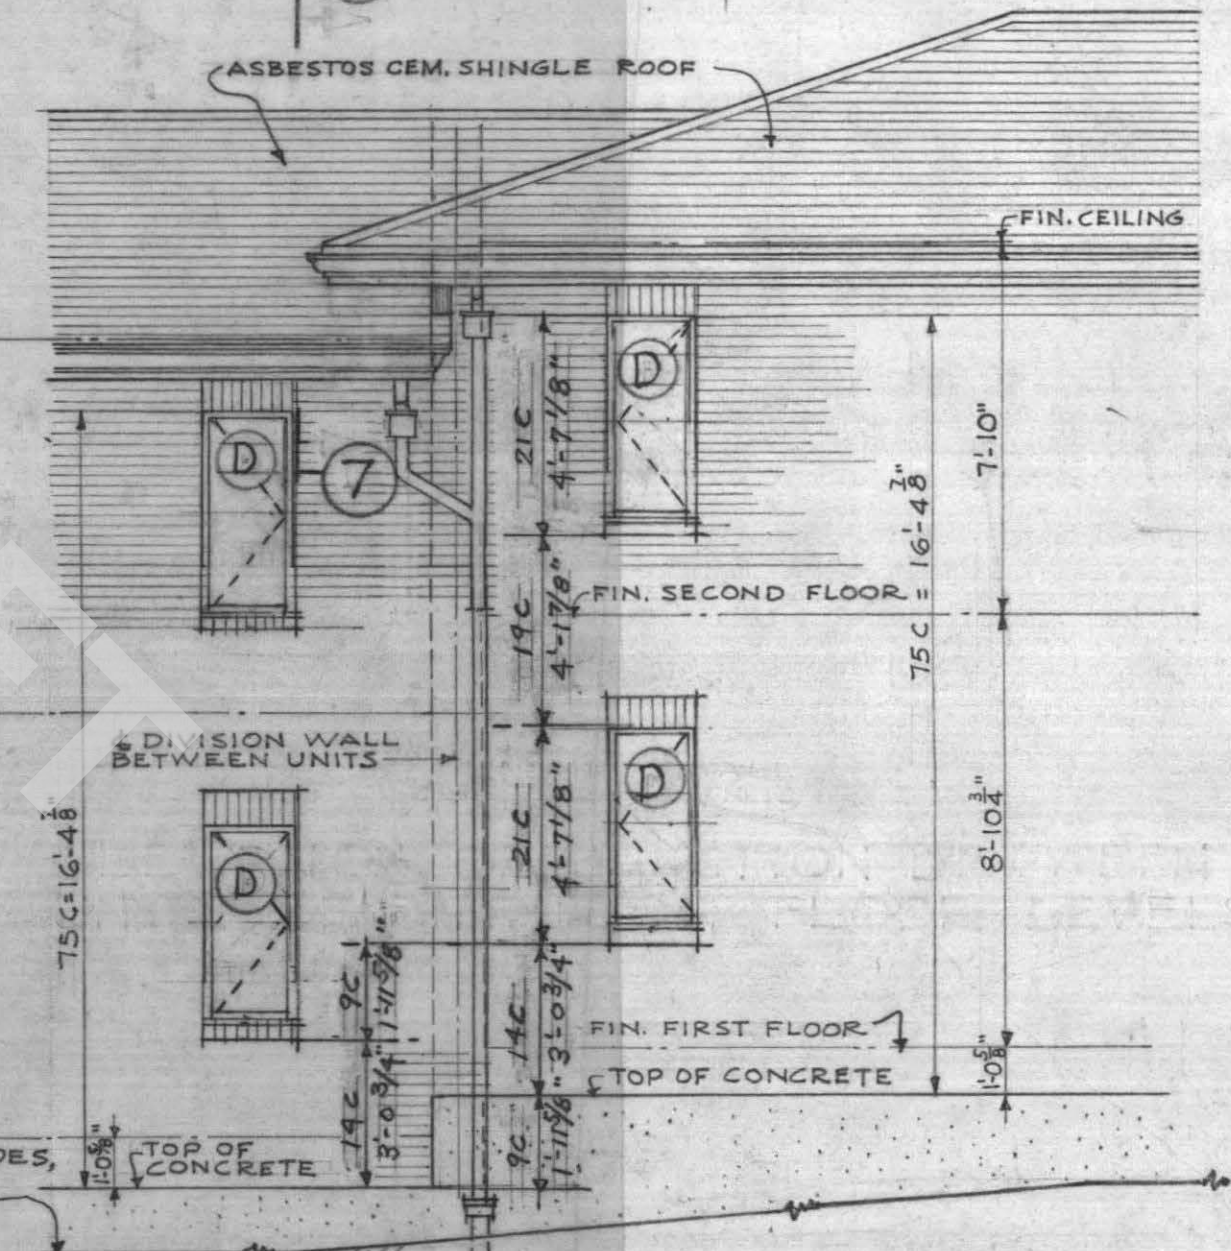 ASBESTOS CEM. SHINGLE ROOF
FIN. CEILING
D
D
7
21C
4'-7 1/8"
7'-10"
75C = 16'-4 7/8"
19C
4'-1 7/8"
FIN. SECOND FLOOR
℄ DIVISION WALL
BETWEEN UNITS
D
D
21C
4'-7 1/8"
8'-10 3/4"
75C=16'-4 7/8"
9C
1'-11 5/8"
14C
3'-0 3/4"
14C
3'-0 3/4"
FIN. FIRST FLOOR
1'-0 5/8"
TOP OF CONCRETE
9C
1'-11 5/8"
1'-0 5/8"
TOP OF
CONCRETE